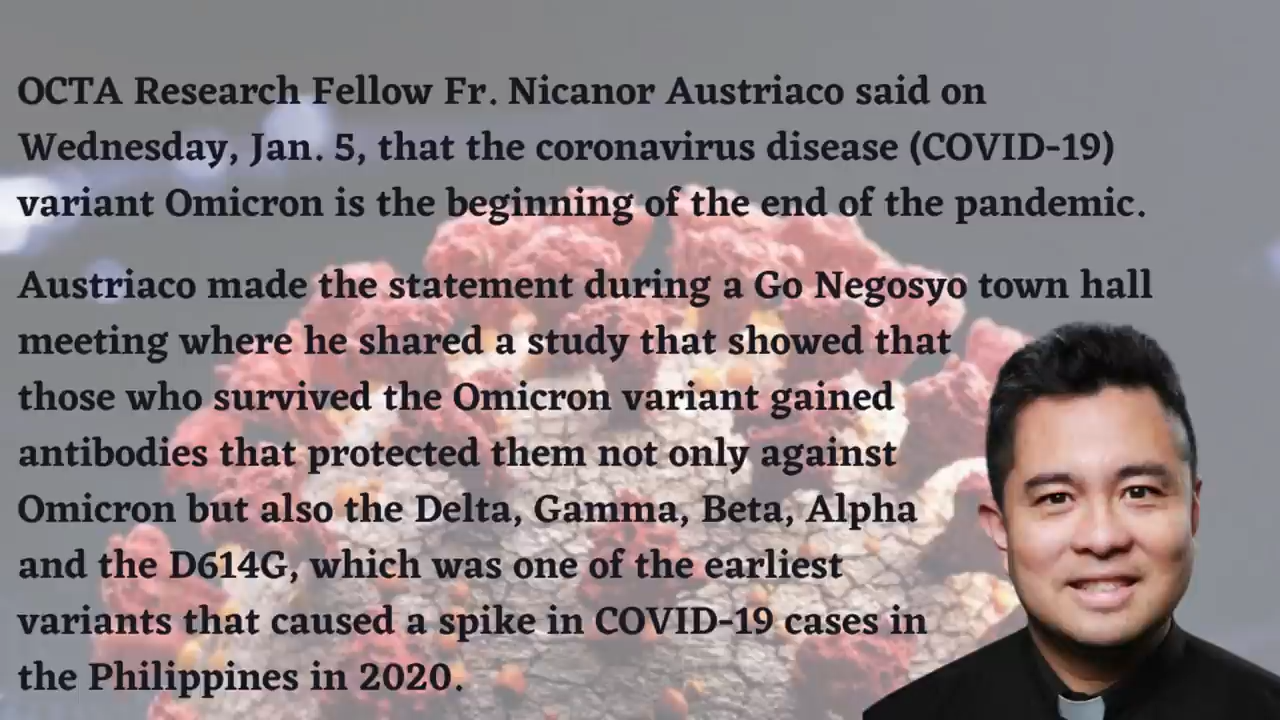 OCTA Research Fellow Fr. Nicanor Austriaco said on
Wednesday, Jan. 5, that the coronavirus disease (COVID-19)
variant Omicron is the beginning of the end of the pandemic.
Austriaco made the statement during a Go Negosyo town hall
meeting where he shared a study that showed that
those who survived the Omicron variant gained
antibodies that protected them not only against
Omicron but also the Delta, Gamma, Beta, Alpha
and the D614G, which was one of the earliest
variants that caused a spike in COVID-19 cases in
the Philippines in 2020.